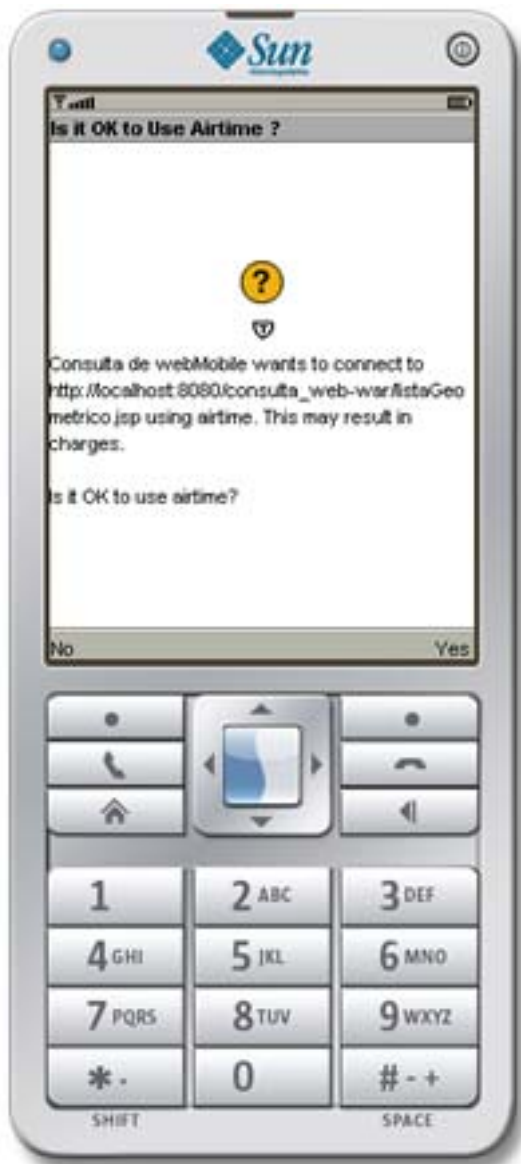 Sun
Is it OK to Use Airtime ?
?
Consulta de webMobile wants to connect to
http://localhost:8080/consulta_web-war/listaGeo
metrico.jsp using airtime. This may result in
charges.
Is it OK to use airtime?
No Yes
1 2 ABC 3 DEF
4 GHI 5 JKL 6 MNO
7 PQRS 8 TUV 9 WXYZ
* . 0 # - +
SHIFT SPACE